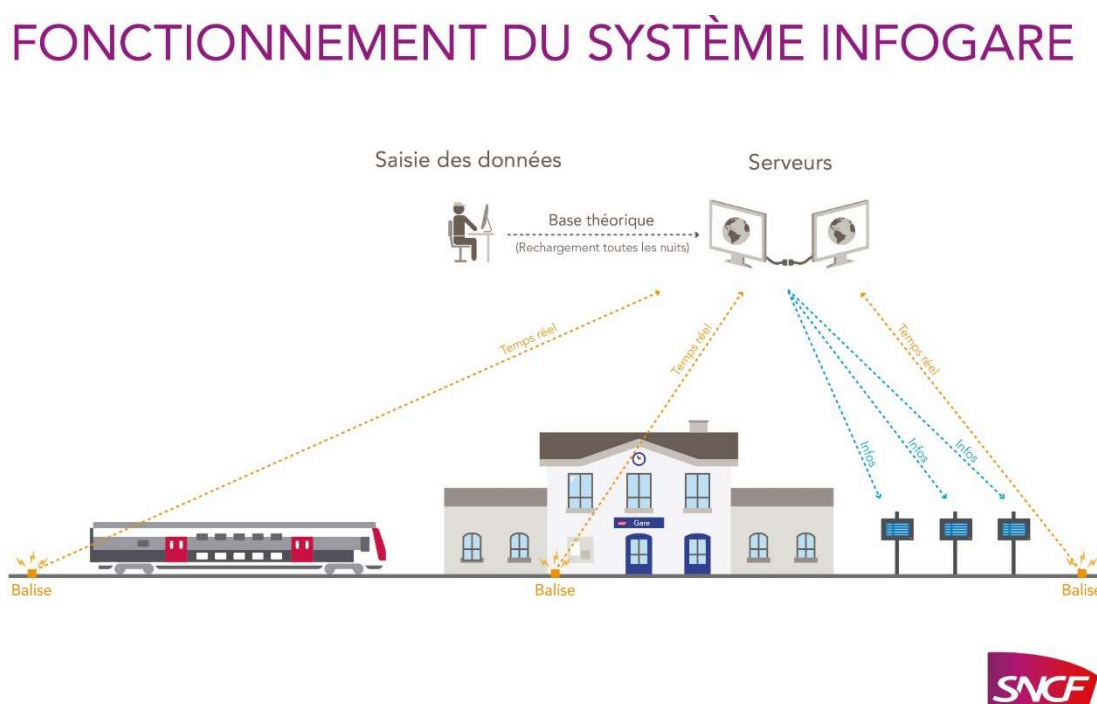 FONCTIONNEMENT DU SYSTÈME INFOGARE
Saisie des données
Serveurs
Base théorique
(Rechargement toutes les nuits)
Temps réel
Temps réel
Temps réel
Infos
Infos
Infos
Gare
Balise
Balise
Balise
SNCF